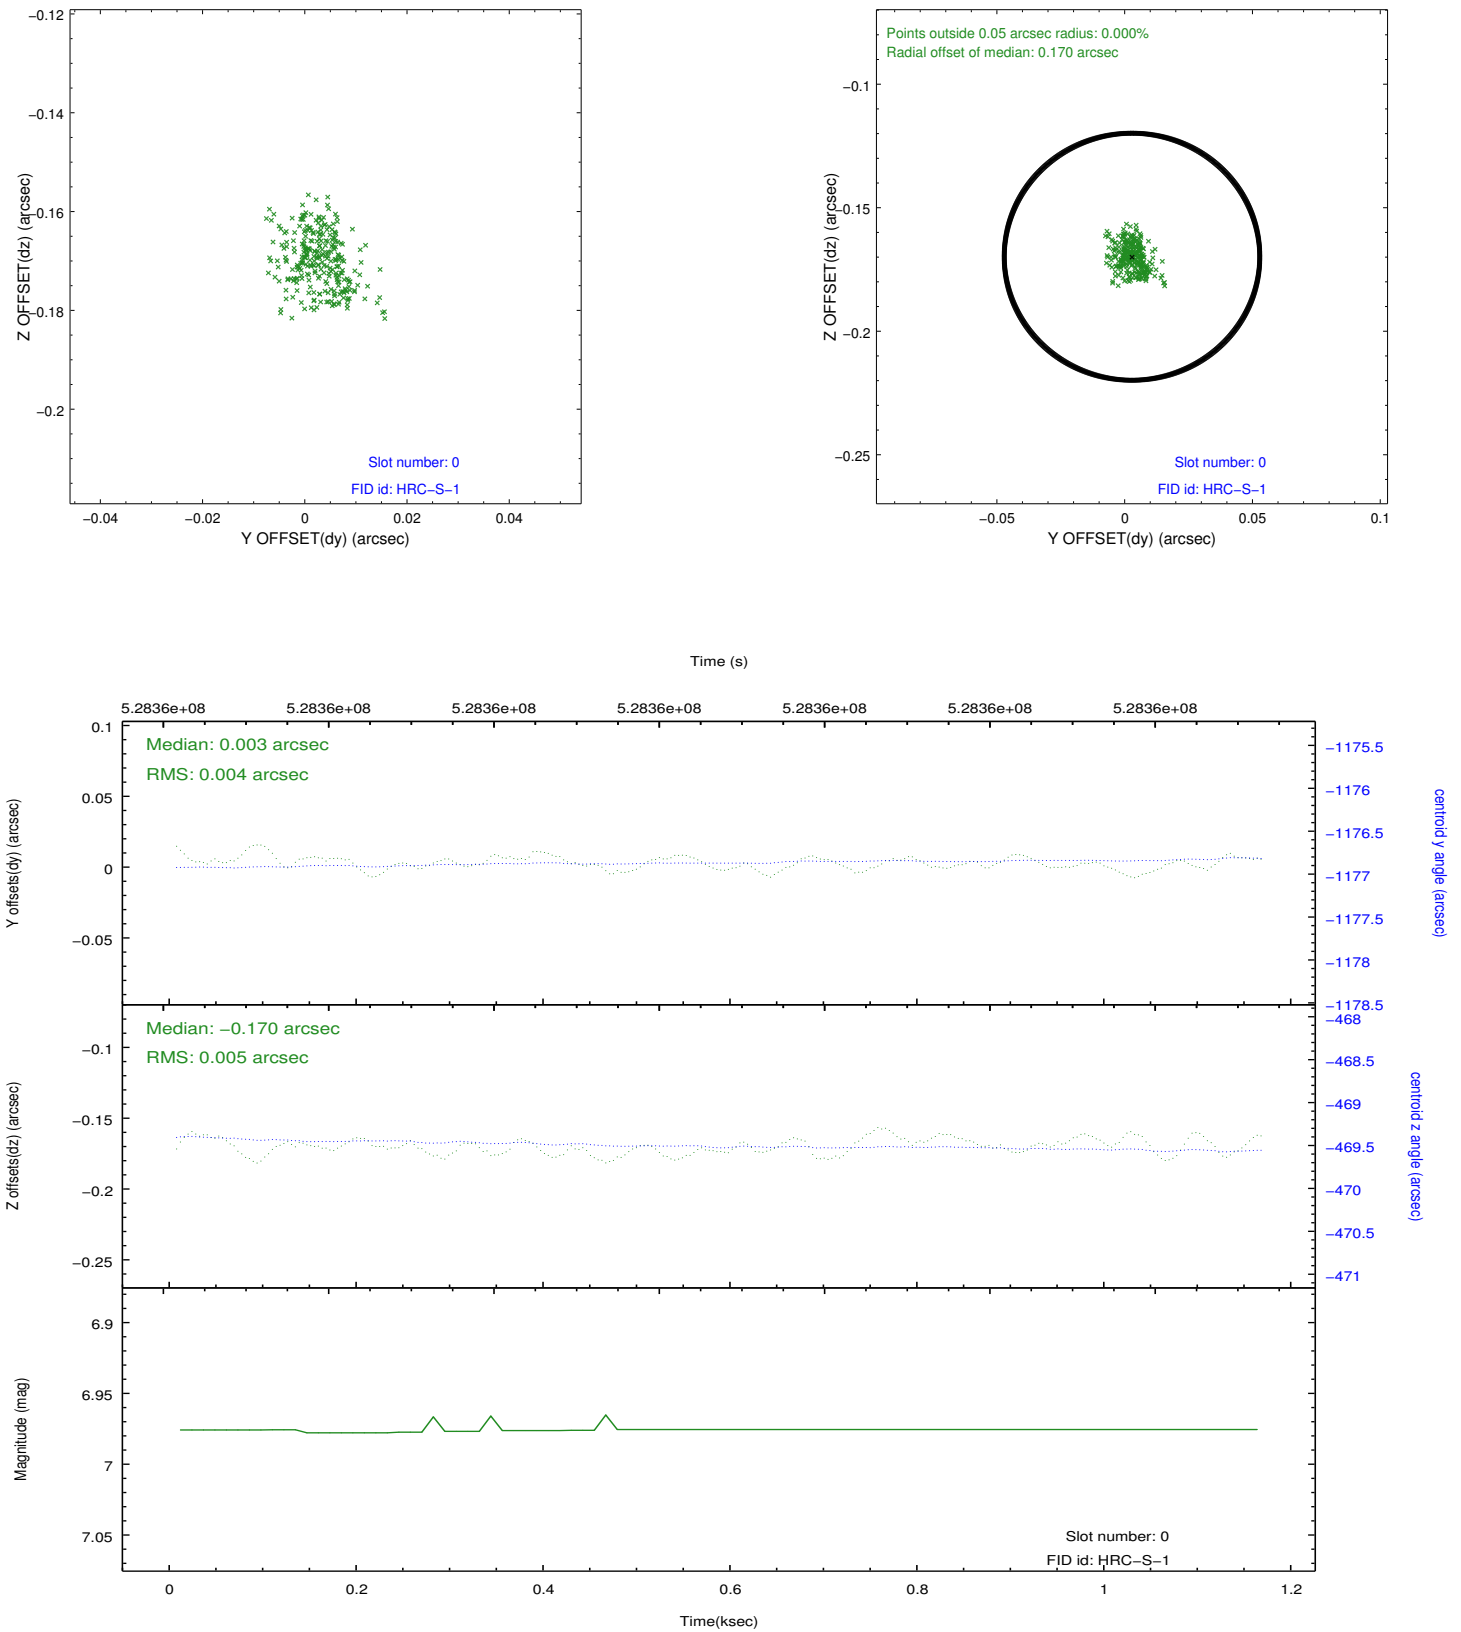 −0.12
−0.14
−0.16
−0.18
−0.2
Z OFFSET(dz) (arcsec)
Slot number: 0
FID id: HRC−S−1
−0.04 −0.02 0 0.02 0.04
Y OFFSET(dy) (arcsec)
Points outside 0.05 arcsec radius: 0.000%
Radial offset of median: 0.170 arcsec
−0.1
−0.15
−0.2
−0.25
Z OFFSET(dz) (arcsec)
Slot number: 0
FID id: HRC−S−1
−0.05 0 0.05 0.1
Y OFFSET(dy) (arcsec)
Time (s)
5.2836e+08 5.2836e+08 5.2836e+08 5.2836e+08 5.2836e+08 5.2836e+08 5.2836e+08
Median: 0.003 arcsec
RMS: 0.004 arcsec
0.1
0.05
0
−0.05
Y offsets(dy) (arcsec)
−1175.5
−1176
−1176.5
−1177
−1177.5
−1178
−1178.5
centroid y angle (arcsec)
Median: −0.170 arcsec
RMS: 0.005 arcsec
−0.1
−0.15
−0.2
−0.25
Z offsets(dz) (arcsec)
−468
−468.5
−469
−469.5
−470
−470.5
−471
centroid z angle (arcsec)
6.9
6.95
7
7.05
Magnitude (mag)
Slot number: 0
FID id: HRC−S−1
0 0.2 0.4 0.6 0.8 1 1.2
Time(ksec)